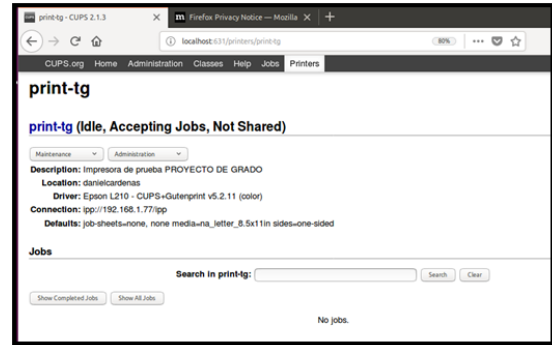 print-tg - CUPS 2.1.3
Firefox Privacy Notice — Mozilla
localhost:631/printers/print-tg
80%
CUPS.org Home Administration Classes Help Jobs Printers
print-tg
print-tg (Idle, Accepting Jobs, Not Shared)
Maintenance Administration
Description: Impresora de prueba PROYECTO DE GRADO
Location: danielcardenas
Driver: Epson L210 - CUPS+Gutenprint v5.2.11 (color)
Connection: ipp://192.168.1.77/ipp
Defaults: job-sheets=none, none media=na_letter_8.5x11in sides=one-sided
Jobs
Search in print-tg: Search Clear
Show Completed Jobs Show All Jobs
No jobs.